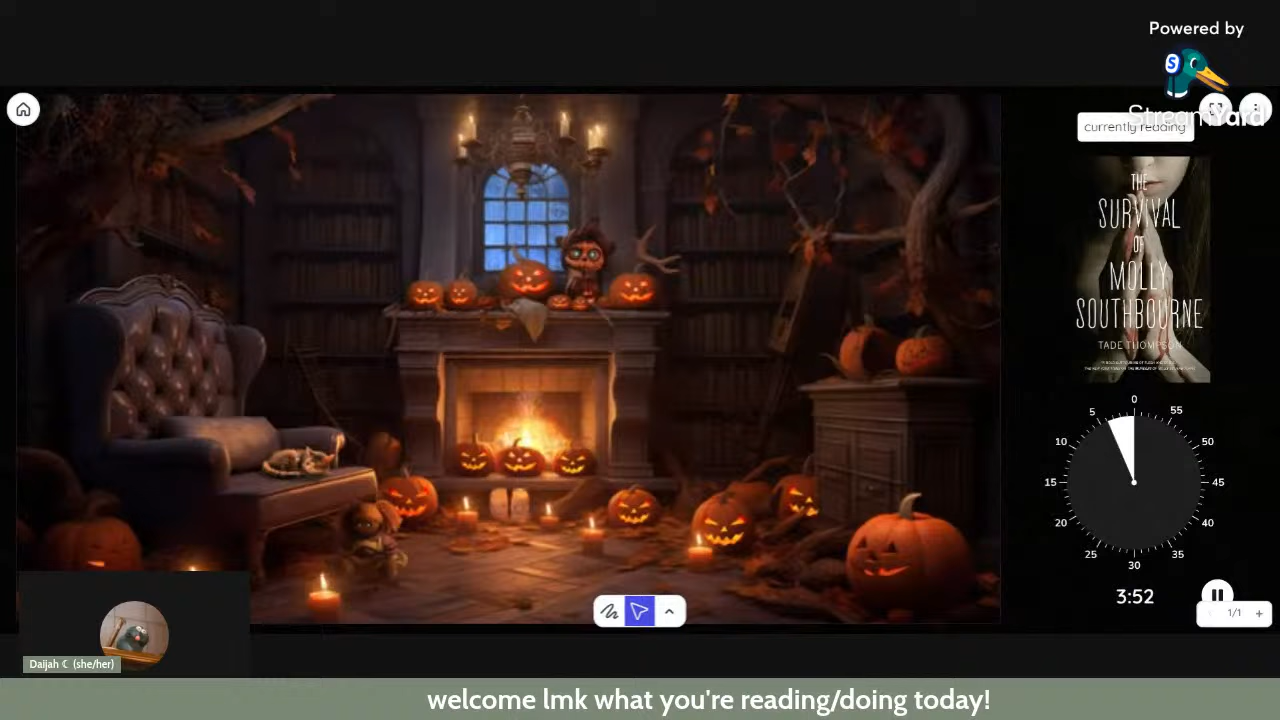 Powered by
StreamYard
currently reading
THE
SURVIVAL
OF
MOLLY
SOUTHBOURNE
TADE THOMPSON
0
5
55
10
50
15
45
20
40
25
35
30
3:52
1/1
Daijah ☾ (she/her)
welcome lmk what you're reading/doing today!